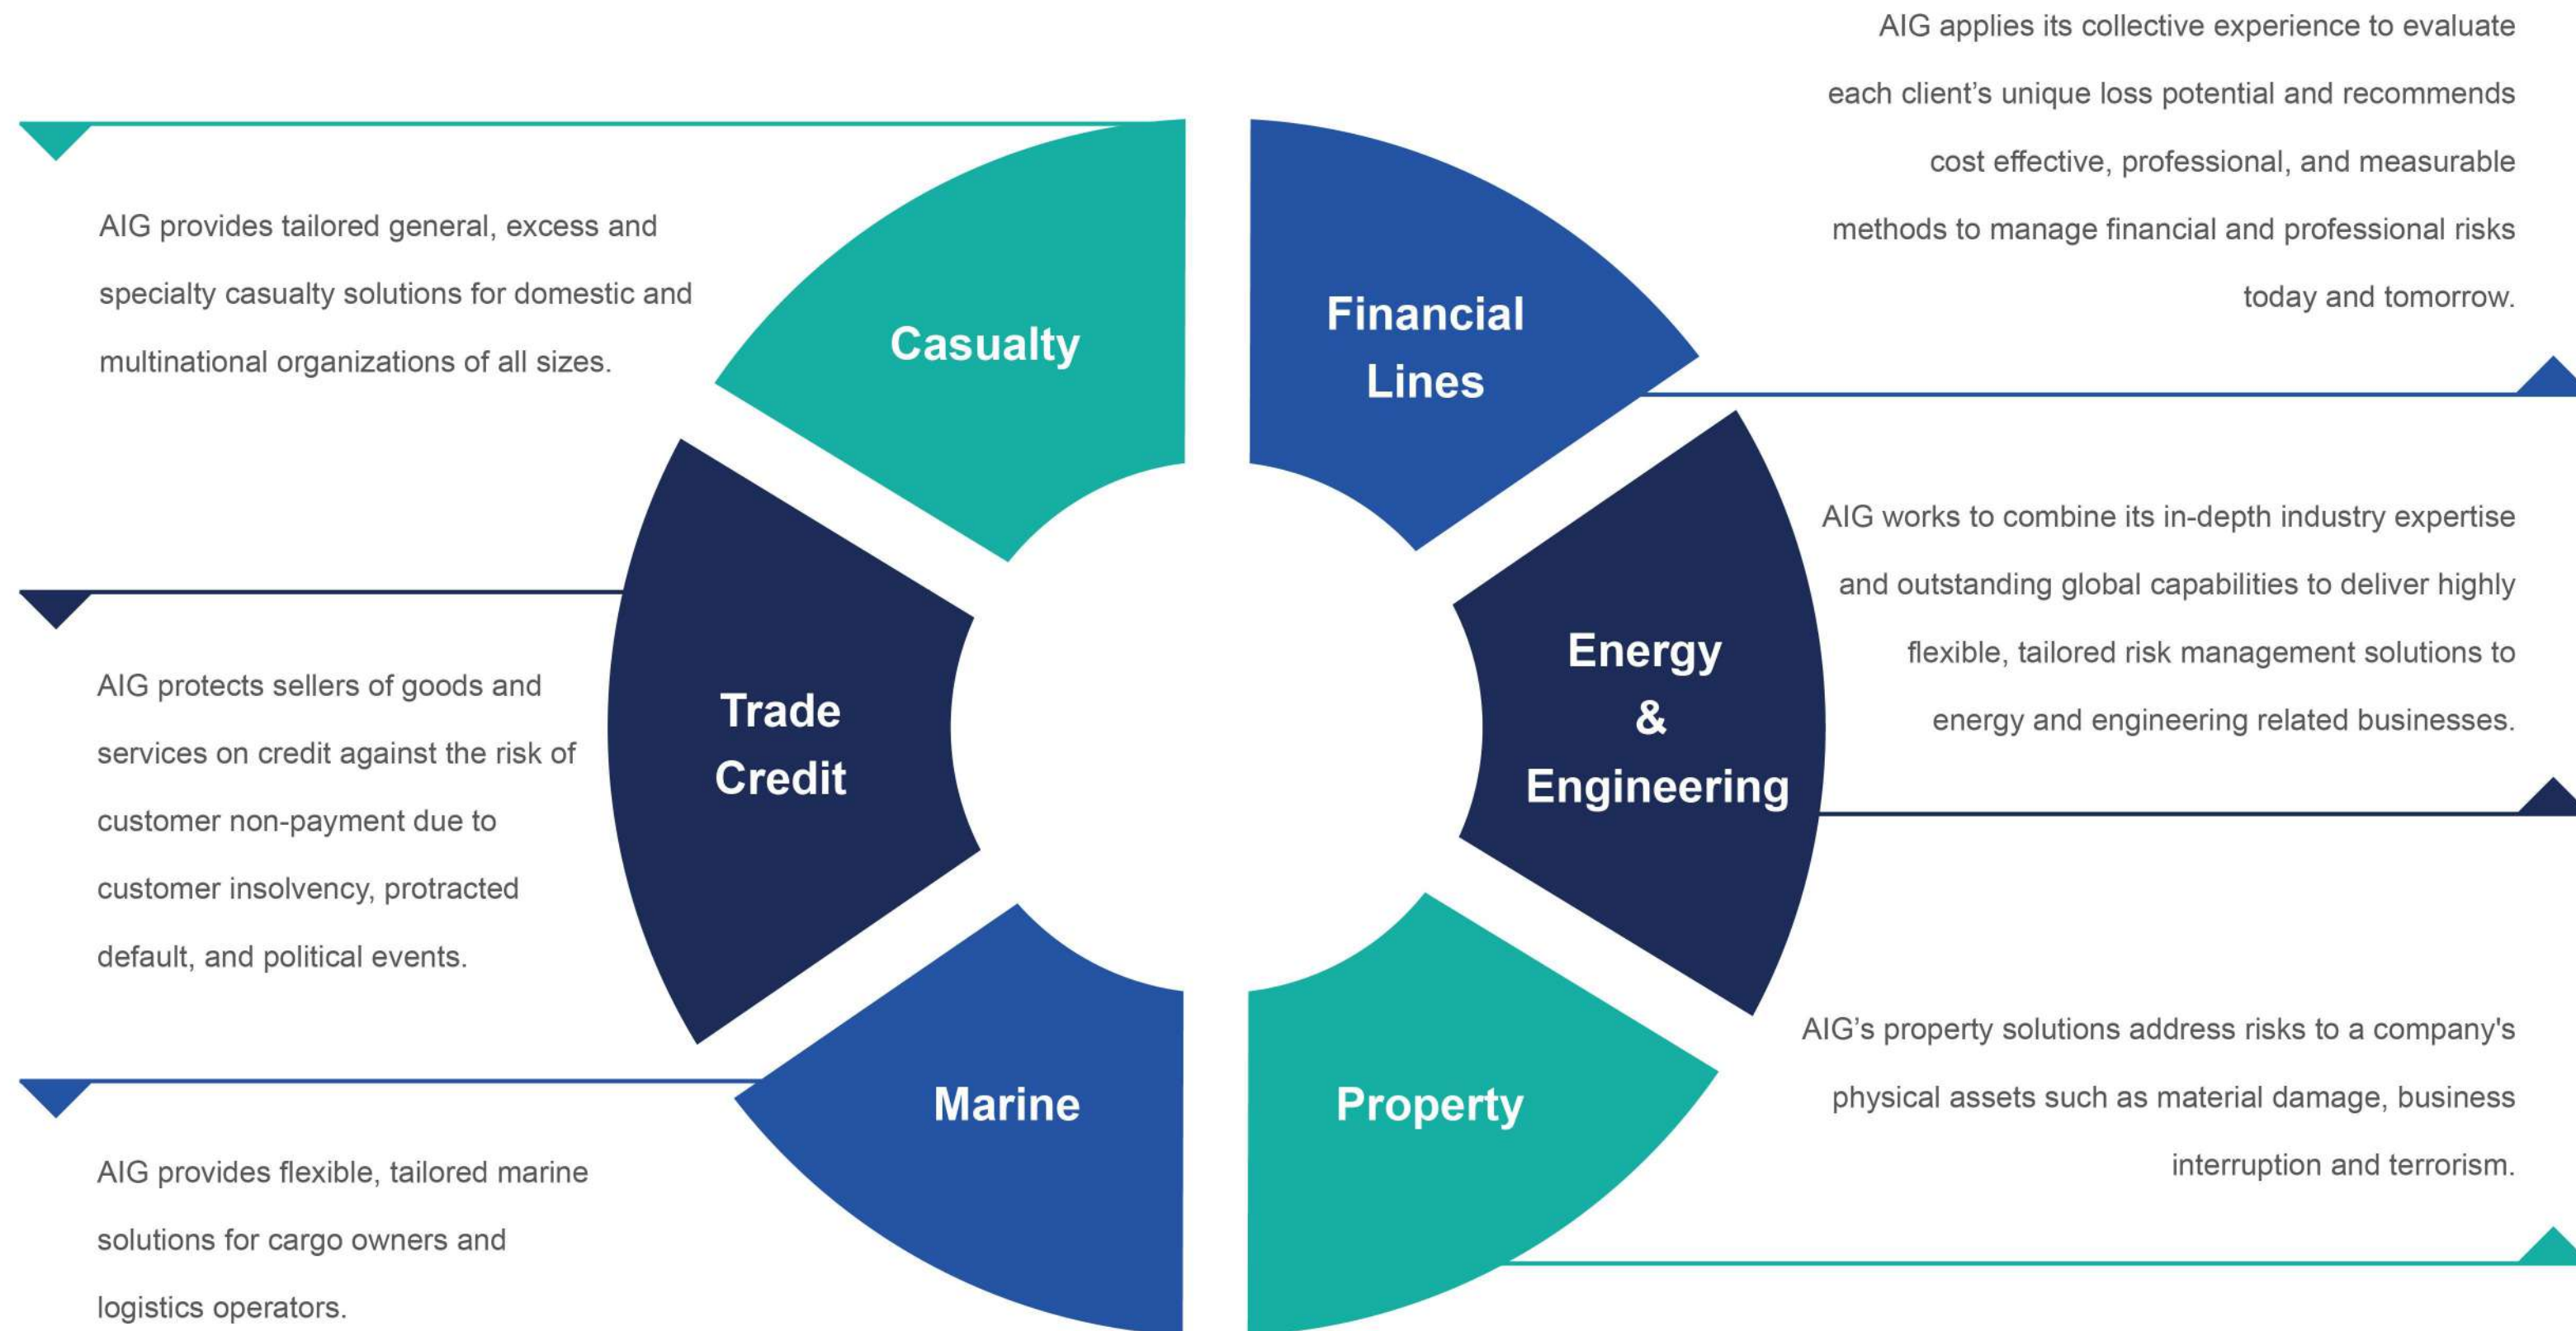 AIG applies its collective experience to evaluate
each client’s unique loss potential and recommends
cost effective, professional, and measurable
methods to manage financial and professional risks
today and tomorrow.
AIG provides tailored general, excess and
specialty casualty solutions for domestic and
multinational organizations of all sizes.
Casualty
Financial
Lines
AIG works to combine its in-depth industry expertise
and outstanding global capabilities to deliver highly
flexible, tailored risk management solutions to
energy and engineering related businesses.
Energy
&
Engineering
Trade
Credit
AIG protects sellers of goods and
services on credit against the risk of
customer non-payment due to
customer insolvency, protracted
default, and political events.
AIG’s property solutions address risks to a company's
physical assets such as material damage, business
interruption and terrorism.
Marine
Property
AIG provides flexible, tailored marine
solutions for cargo owners and
logistics operators.